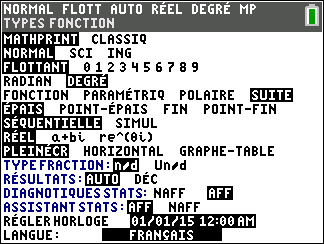 NORMAL FLOTT AUTO RÉEL DEGRÉ MP
TYPES FONCTION
MATHPRINT CLASSIQ
NORMAL SCI ING
FLOTTANT 0 1 2 3 4 5 6 7 8 9
RADIAN DEGRÉ
FONCTION PARAMÉTRIQ POLAIRE SUITE
ÉPAIS POINT-ÉPAIS FIN POINT-FIN
SÉQUENTIELLE SIMUL
RÉEL a+bi re^(θi)
PLEINÉCR HORIZONTAL GRAPHE-TABLE
TYPE FRACTION: n/d Un/d
RÉSULTATS: AUTO DÉC
DIAGNOTIQUES STATS: NAFF AFF
ASSISTANT STATS: AFF NAFF
RÉGLER HORLOGE 01/01/15 12:00 AM
LANGUE: FRANÇAIS